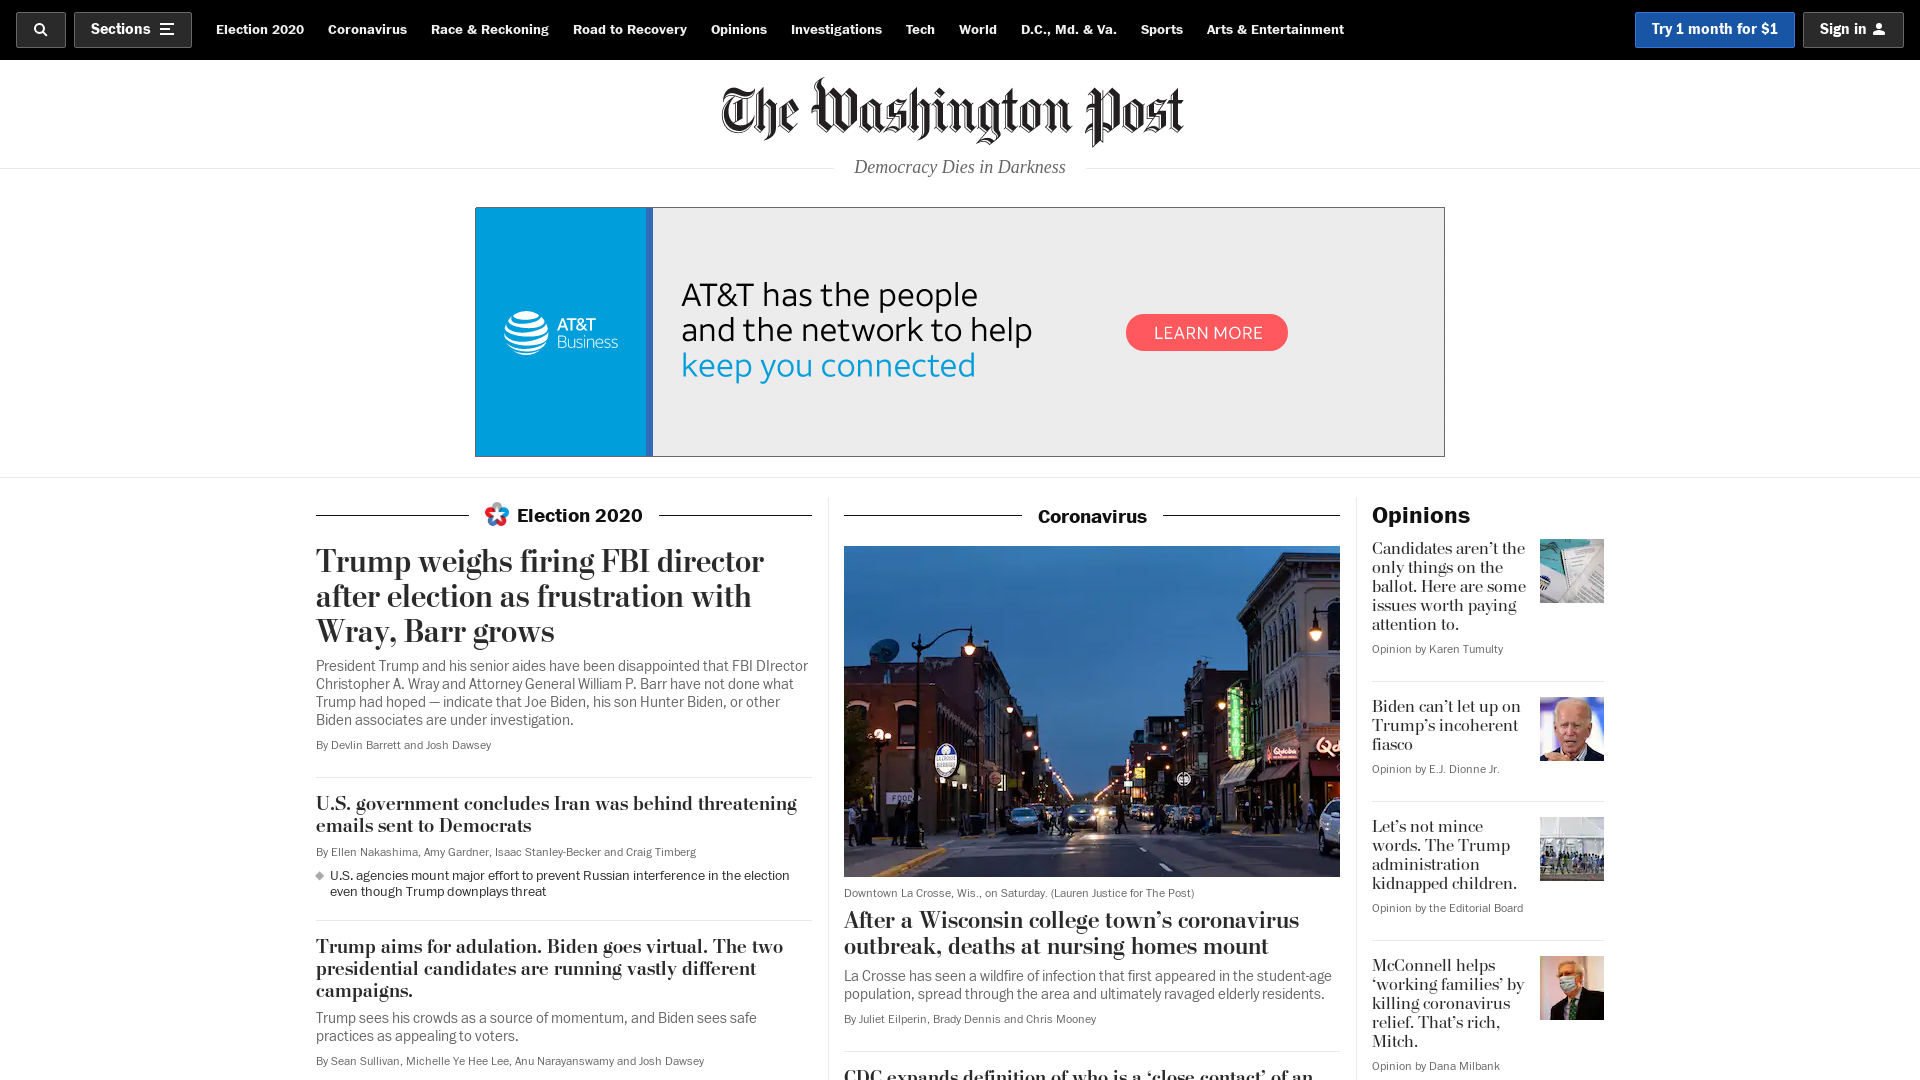 Sections
Election 2020
Coronavirus
Race & Reckoning
Road to Recovery
Opinions
Investigations
Tech
World
D.C., Md. & Va.
Sports
Arts & Entertainment
Try 1 month for $1
Sign in
The Washington Post
Democracy Dies in Darkness
AT&T
Business
AT&T has the people
and the network to help
keep you connected
LEARN MORE
Election 2020
Trump weighs firing FBI director
after election as frustration with
Wray, Barr grows
President Trump and his senior aides have been disappointed that FBI DIrector
Christopher A. Wray and Attorney General William P. Barr have not done what
Trump had hoped — indicate that Joe Biden, his son Hunter Biden, or other
Biden associates are under investigation.
By Devlin Barrett and Josh Dawsey
U.S. government concludes Iran was behind threatening
emails sent to Democrats
By Ellen Nakashima, Amy Gardner, Isaac Stanley-Becker and Craig Timberg
U.S. agencies mount major effort to prevent Russian interference in the election
even though Trump downplays threat
Trump aims for adulation. Biden goes virtual. The two
presidential candidates are running vastly different
campaigns.
Trump sees his crowds as a source of momentum, and Biden sees safe
practices as appealing to voters.
By Sean Sullivan, Michelle Ye Hee Lee, Anu Narayanswamy and Josh Dawsey
Coronavirus
FOOD
Qdoba
Downtown La Crosse, Wis., on Saturday. (Lauren Justice for The Post)
After a Wisconsin college town’s coronavirus
outbreak, deaths at nursing homes mount
La Crosse has seen a wildfire of infection that first appeared in the student-age
population, spread through the area and ultimately ravaged elderly residents.
By Juliet Eilperin, Brady Dennis and Chris Mooney
CDC expands definition of who is a ‘close contact’ of an
Opinions
Candidates aren’t the
only things on the
ballot. Here are some
issues worth paying
attention to.
Opinion by Karen Tumulty
Biden can’t let up on
Trump’s incoherent
fiasco
Opinion by E.J. Dionne Jr.
Let’s not mince
words. The Trump
administration
kidnapped children.
Opinion by the Editorial Board
McConnell helps
‘working families’ by
killing coronavirus
relief. That’s rich,
Mitch.
Opinion by Dana Milbank